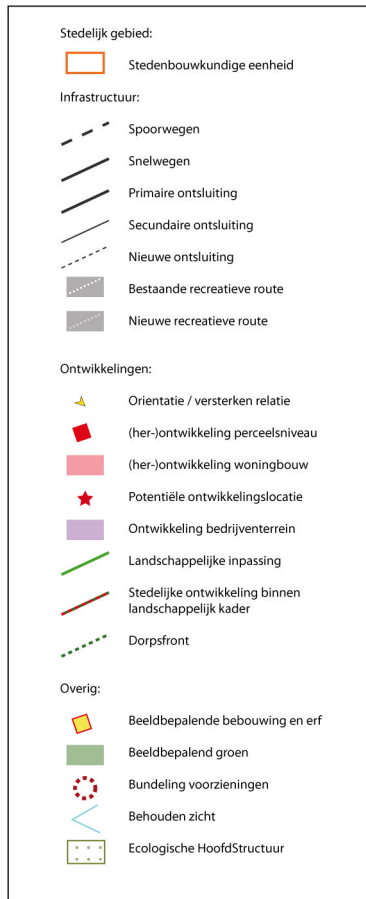 Stedelijk gebied:
Stedenbouwkundige eenheid
Infrastructuur:
Spoorwegen
Snelwegen
Primaire ontsluiting
Secundaire ontsluiting
Nieuwe ontsluiting
Bestaande recreatieve route
Nieuwe recreatieve route
Ontwikkelingen:
Orientatie / versterken relatie
(her-)ontwikkeling perceelsniveau
(her-)ontwikkeling woningbouw
Potentiële ontwikkelingslocatie
Ontwikkeling bedrijventerrein
Landschappelijke inpassing
Stedelijke ontwikkeling binnen
landschappelijk kader
Dorpsfront
Overig:
Beeldbepalende bebouwing en erf
Beeldbepalend groen
Bundeling voorzieningen
Behouden zicht
Ecologische HoofdStructuur